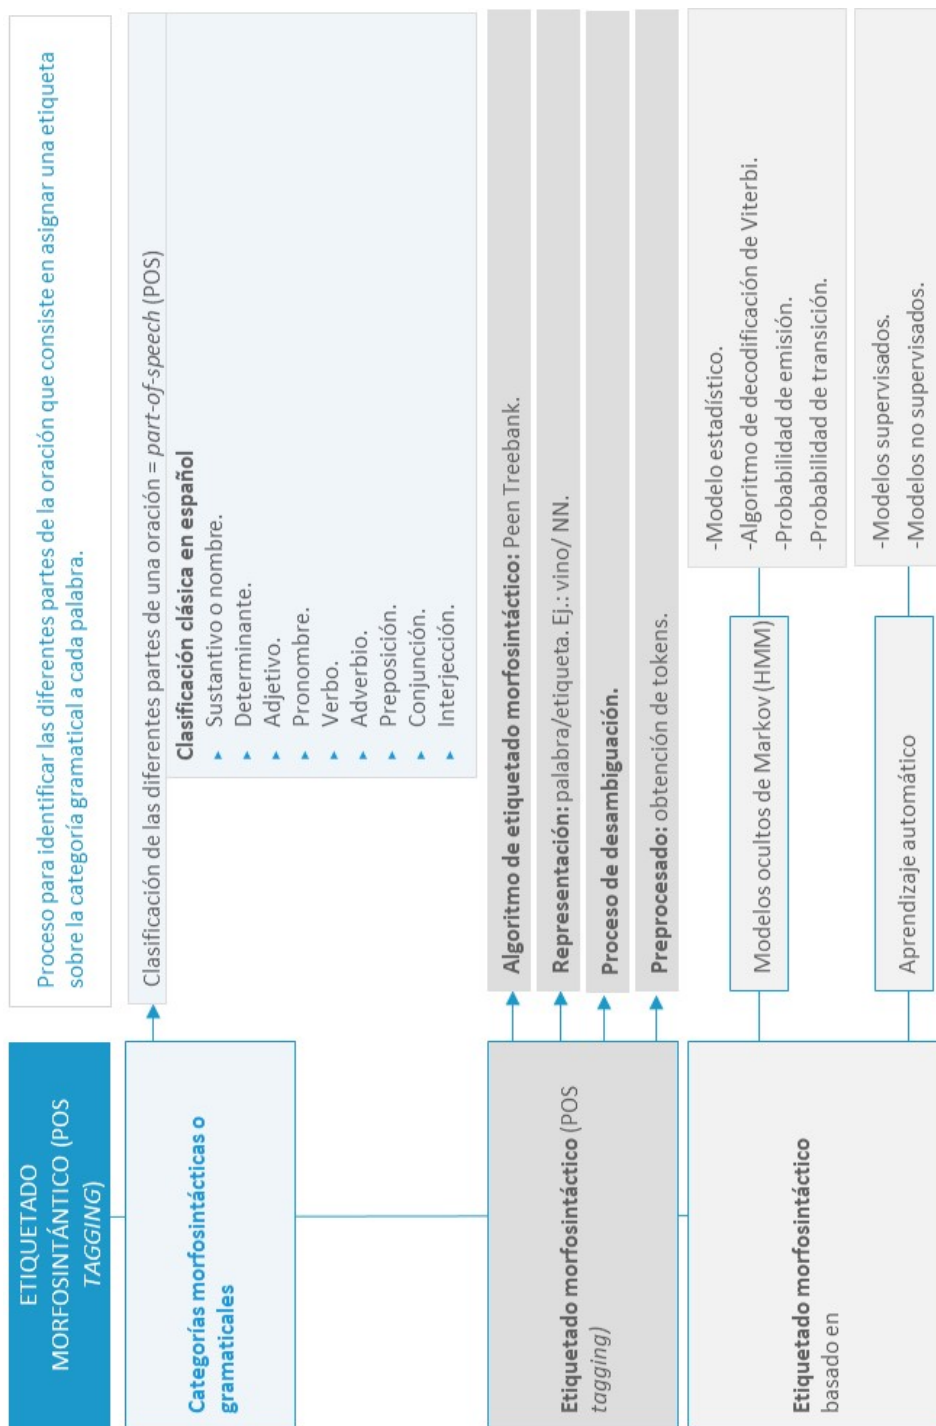 ETIQUETADO
MORFOSINTÁNTICO (POS
TAGGING)
Proceso para identificar las diferentes partes de la oración que consiste en asignar una etiqueta
sobre la categoría gramatical a cada palabra.
Categorías morfosintácticas o
gramaticales
Clasificación de las diferentes partes de una oración = part-of-speech (POS)
Clasificación clásica en español
▸ Sustantivo o nombre.
▸ Determinante.
▸ Adjetivo.
▸ Pronombre.
▸ Verbo.
▸ Adverbio.
▸ Preposición.
▸ Conjunción.
▸ Interjección.
Etiquetado morfosintáctico (POS
tagging)
Algoritmo de etiquetado morfosintáctico: Peen Treebank.
Representación: palabra/etiqueta. Ej.: vino/ NN.
Proceso de desambiguación.
Preprocesado: obtención de tokens.
Etiquetado morfosintáctico
basado en
Modelos ocultos de Markov (HMM)
-Modelo estadístico.
-Algoritmo de decodificación de Viterbi.
-Probabilidad de emisión.
-Probabilidad de transición.
Aprendizaje automático
-Modelos supervisados.
-Modelos no supervisados.